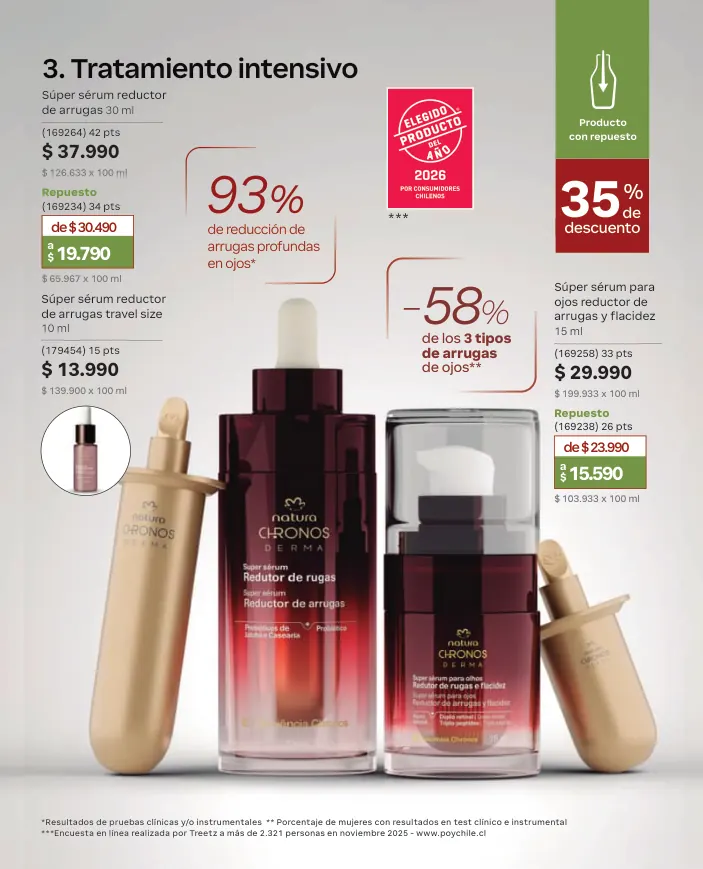 3. Tratamiento intensivo
Súper sérum reductor
de arrugas 30 ml
(169264) 42 pts
$ 37.990
$ 126.633 x 100 ml
Repuesto
(169234) 34 pts
de $ 30.490
a $ 19.790
$ 65.967 x 100 ml
Súper sérum reductor
de arrugas travel size
10 ml
(179454) 15 pts
$ 13.990
$ 139.900 x 100 ml
93%
de reducción de
arrugas profundas
en ojos*
ELEGIDO
PRODUCTO
DEL
AÑO
2026
POR CONSUMIDORES
CHILENOS
***
-58%
de los 3 tipos
de arrugas
de ojos**
Producto
con repuesto
35%
de
descuento
Súper sérum para
ojos reductor de
arrugas y flacidez
15 ml
(169258) 33 pts
$ 29.990
$ 199.933 x 100 ml
Repuesto
(169238) 26 pts
de $ 23.990
a $ 15.590
$ 103.933 x 100 ml
natura
CHRONOS
DERMA
natura
CHRONOS
DERMA
Super sérum
Redutor de rugas
Super sérum
Reductor de arrugas
Prebióticos de
Jatobá e Casearia
Probiótico
natura
CHRONOS
DERMA
Super sérum para olhos
Redutor de rugas e flacidez
Super sérum para ojos
Reductor de arrugas y flacidez
*Resultados de pruebas clínicas y/o instrumentales ** Porcentaje de mujeres con resultados en test clínico e instrumental
***Encuesta en línea realizada por Treetz a más de 2.321 personas en noviembre 2025 - www.poychile.cl